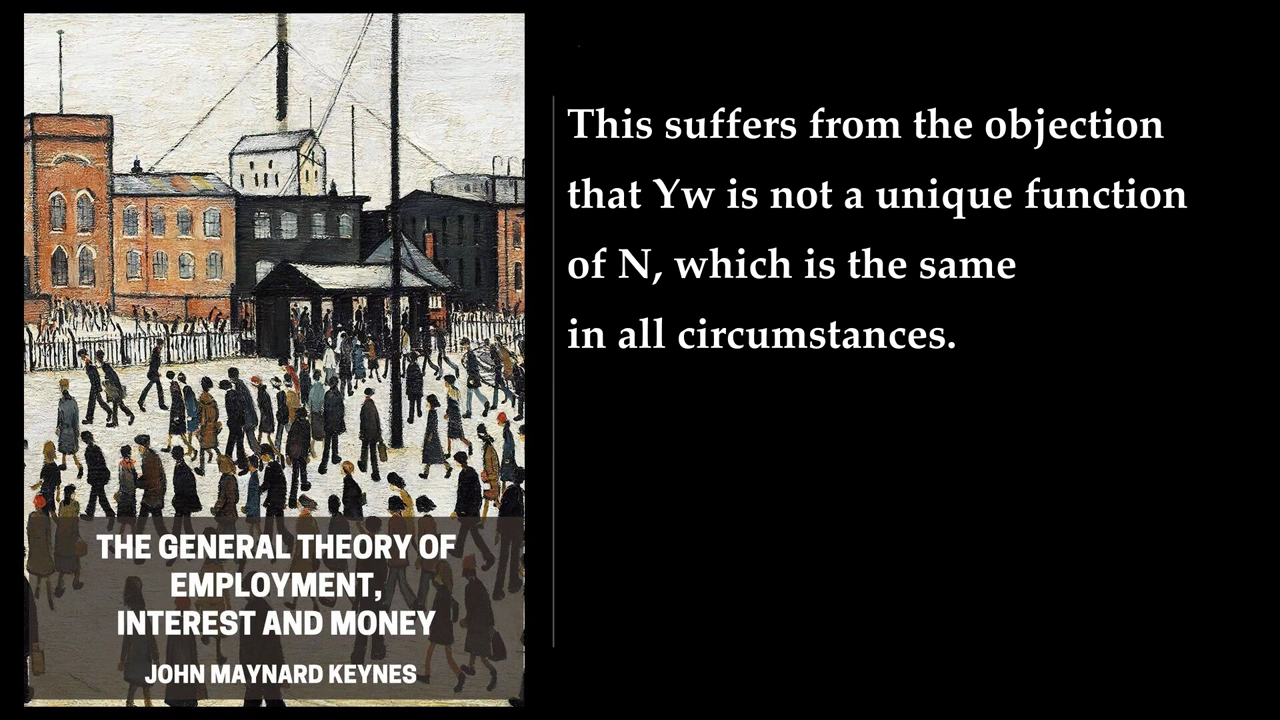 This suffers from the objection
that Yw is not a unique function
of N, which is the same
in all circumstances.
THE GENERAL THEORY OF
EMPLOYMENT,
INTEREST AND MONEY
JOHN MAYNARD KEYNES